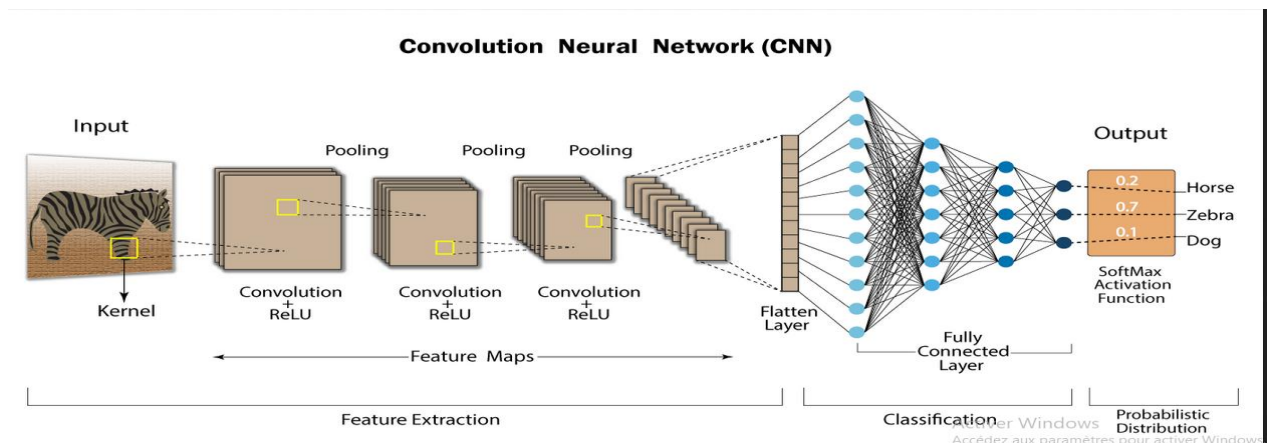 Convolution Neural Network (CNN)
Input
Kernel
Pooling
Pooling
Pooling
Convolution
+
ReLU
Convolution
+
ReLU
Convolution
+
ReLU
Feature Maps
Flatten
Layer
Fully
Connected
Layer
Output
0.2
0.7
0.1
Horse
Zebra
Dog
SoftMax
Activation
Function
Feature Extraction
Classification
Probabilistic
Distribution
Activer Windows
Accédez aux paramètres pour activer Windows